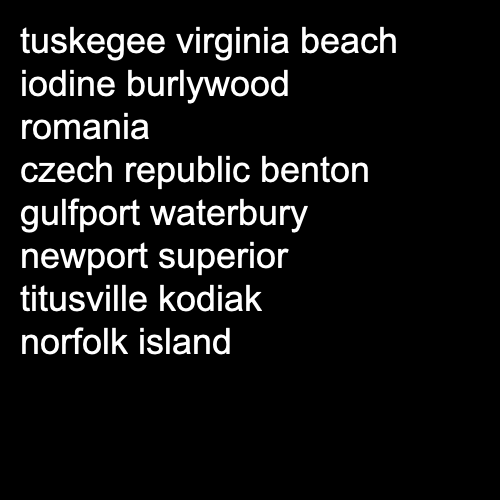 tuskegee virginia beach
iodine burlywood
romania
czech republic benton
gulfport waterbury
newport superior
titusville kodiak
norfolk island